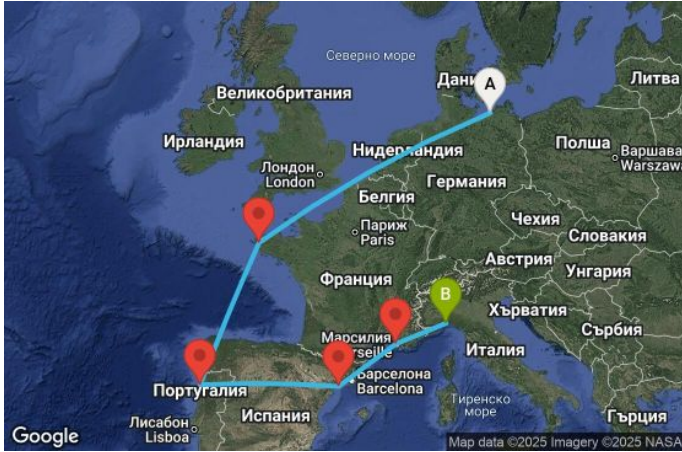 Северно море
Дани
A
Литва
Великобритания
Ирландия
Нидерландия
Полша
Варшава
Warszawa
Лондон
London
Белгия
Германия
Чехия
Париж
Paris
Словакия
Австрия
Унгария
Франция
B
Хърватия
Марсилия
rseille
Сърбия
Италия
Португалия
Барселона
Barcelona
Тиренско
море
Испания
Гърция
Лисабон
Lisboa
Google
Map data ©2025 Imagery ©2025 NASA